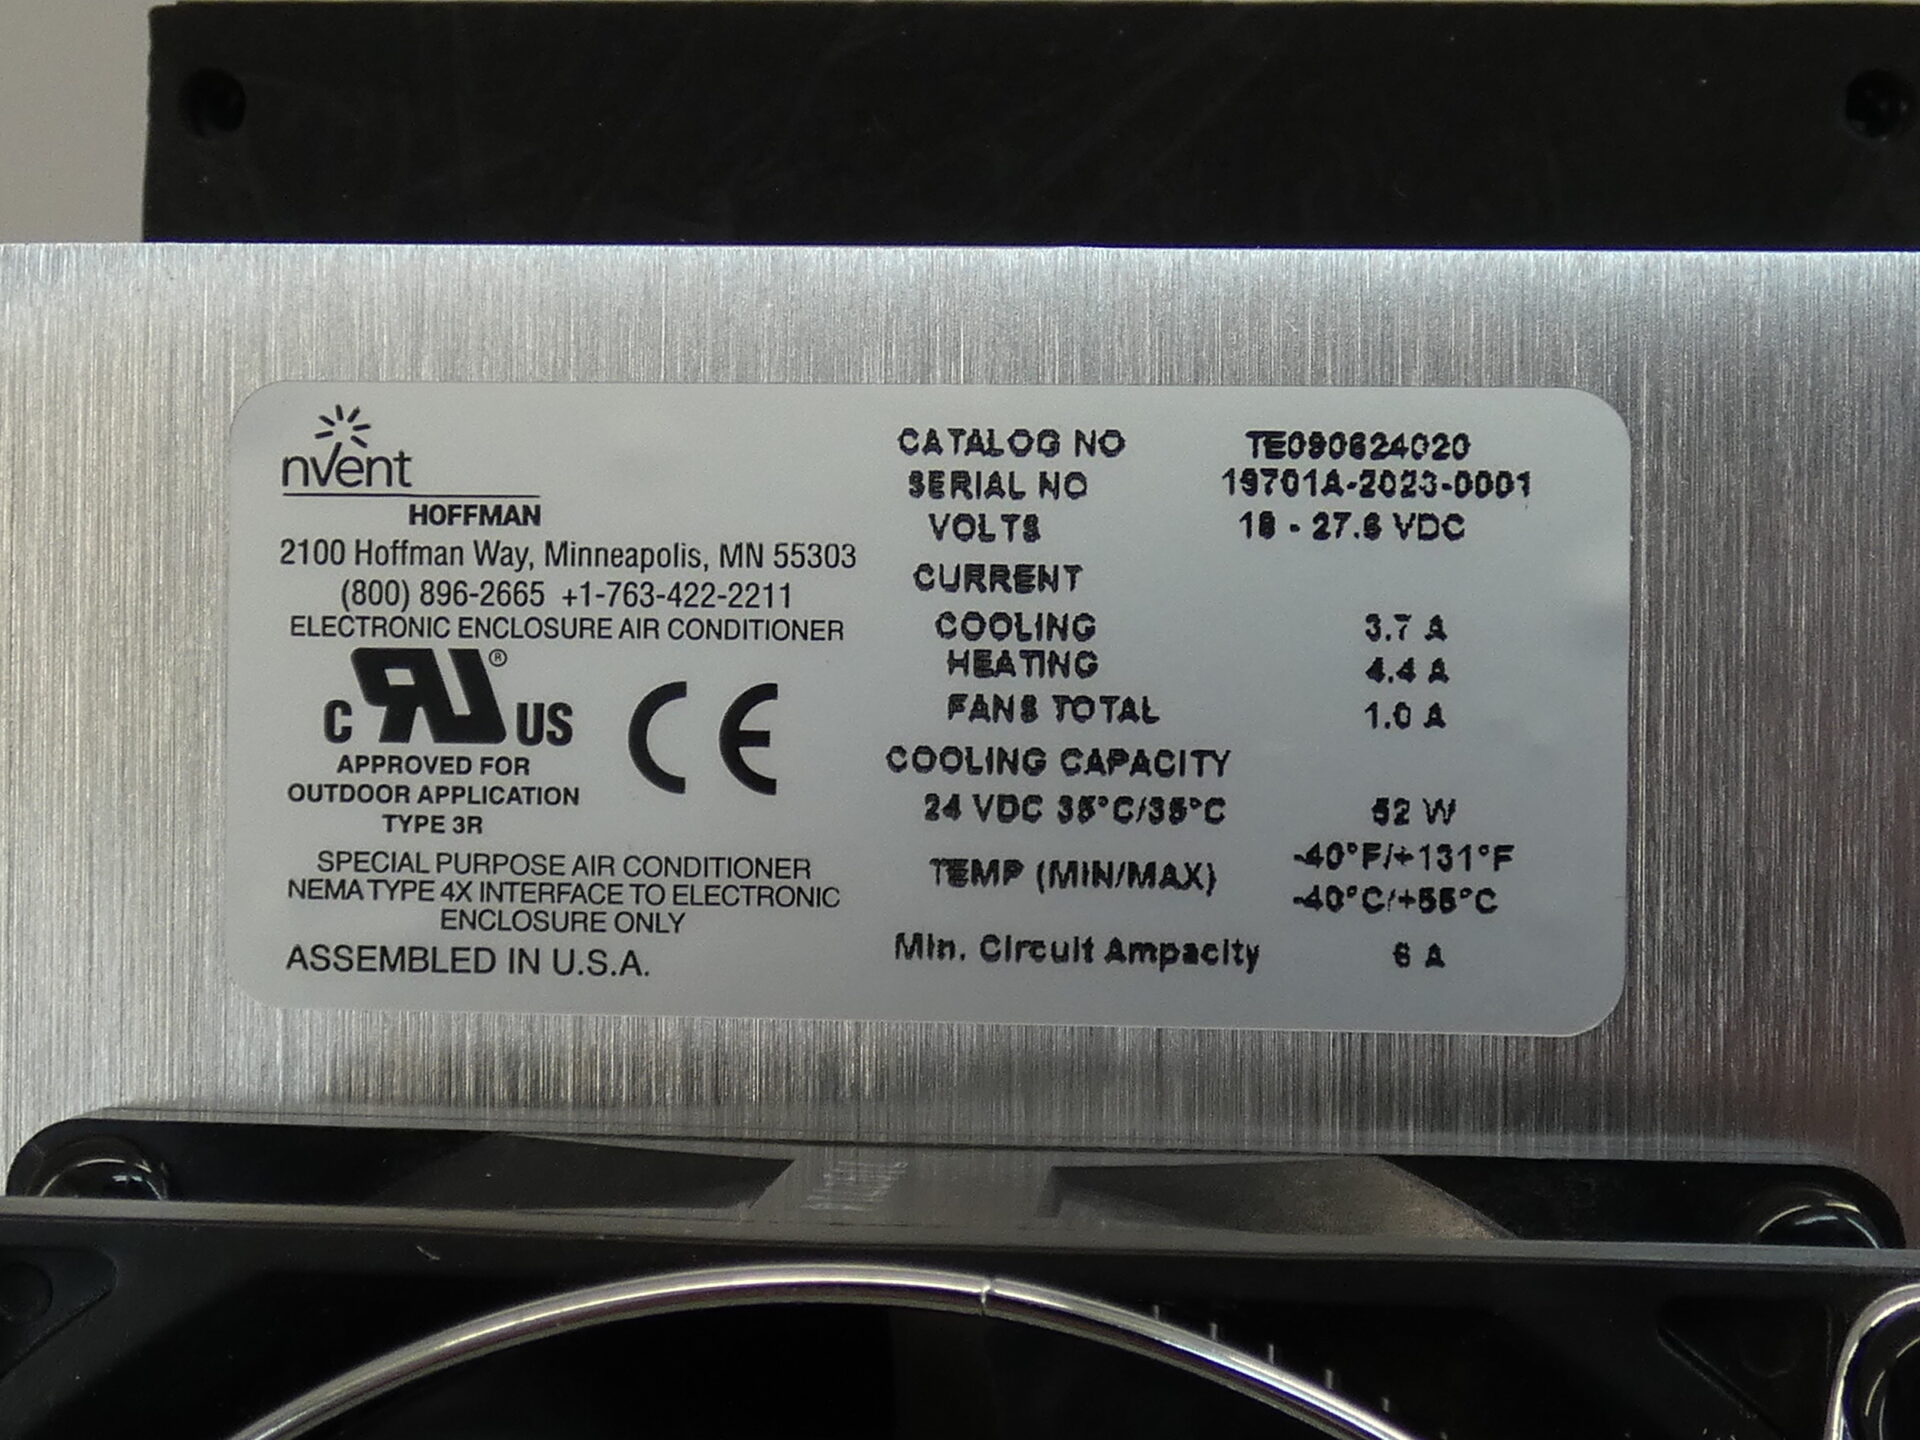 nvent
HOFFMAN
2100 Hoffman Way, Minneapolis, MN 55303
(800) 896-2665 +1-763-422-2211
ELECTRONIC ENCLOSURE AIR CONDITIONER
C RU® US
CE
APPROVED FOR
OUTDOOR APPLICATION
TYPE 3R
SPECIAL PURPOSE AIR CONDITIONER
NEMA TYPE 4X INTERFACE TO ELECTRONIC
ENCLOSURE ONLY
ASSEMBLED IN U.S.A.
CATALOG NO TE090624020
SERIAL NO 19701A-2023-0001
VOLTS 18 - 27.6 VDC
CURRENT
COOLING 3.7 A
HEATING 4.4 A
FANS TOTAL 1.0 A
COOLING CAPACITY
24 VDC 35°C/35°C 52 W
TEMP (MIN/MAX) -40°F/+131°F
-40°C/+55°C
Min. Circuit Ampacity 6 A